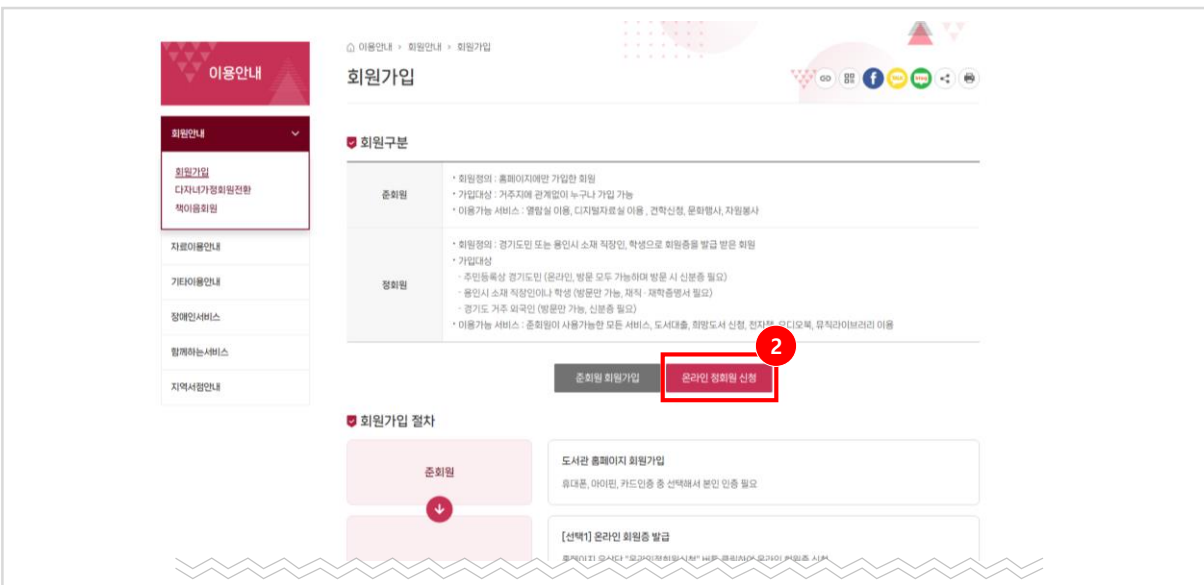 이용안내
회원안내
회원가입
다자녀가정회원전환
책이음회원
자료이용안내
기타이용안내
장애인서비스
함께하는서비스
지역서점안내
이용안내 > 회원안내 > 회원가입
회원가입
회원구분
준회원
• 회원정의 : 홈페이지에만 가입한 회원
• 가입대상 : 거주지에 관계없이 누구나 가입 가능
• 이용가능 서비스 : 열람실 이용, 디지털자료실 이용 , 견학신청, 문화행사, 자원봉사
정회원
• 회원정의 : 경기도민 또는 용인시 소재 직장인, 학생으로 회원증을 발급 받은 회원
• 가입대상
- 주민등록상 경기도민 (온라인, 방문 모두 가능하며 방문 시 신분증 필요)
- 용인시 소재 직장인이나 학생 (방문만 가능, 재직 · 재학증명서 필요)
- 경기도 거주 외국인 (방문만 가능, 신분증 필요)
• 이용가능 서비스 : 준회원이 사용가능한 모든 서비스, 도서대출, 희망도서 신청, 전자책, 오디오북, 뮤직라이브러리 이용
2
준회원 회원가입
온라인 정회원 신청
회원가입 절차
준회원
도서관 홈페이지 회원가입
휴대폰, 아이핀, 카드인증 중 선택해서 본인 인증 필요
[선택1] 온라인 회원증 발급